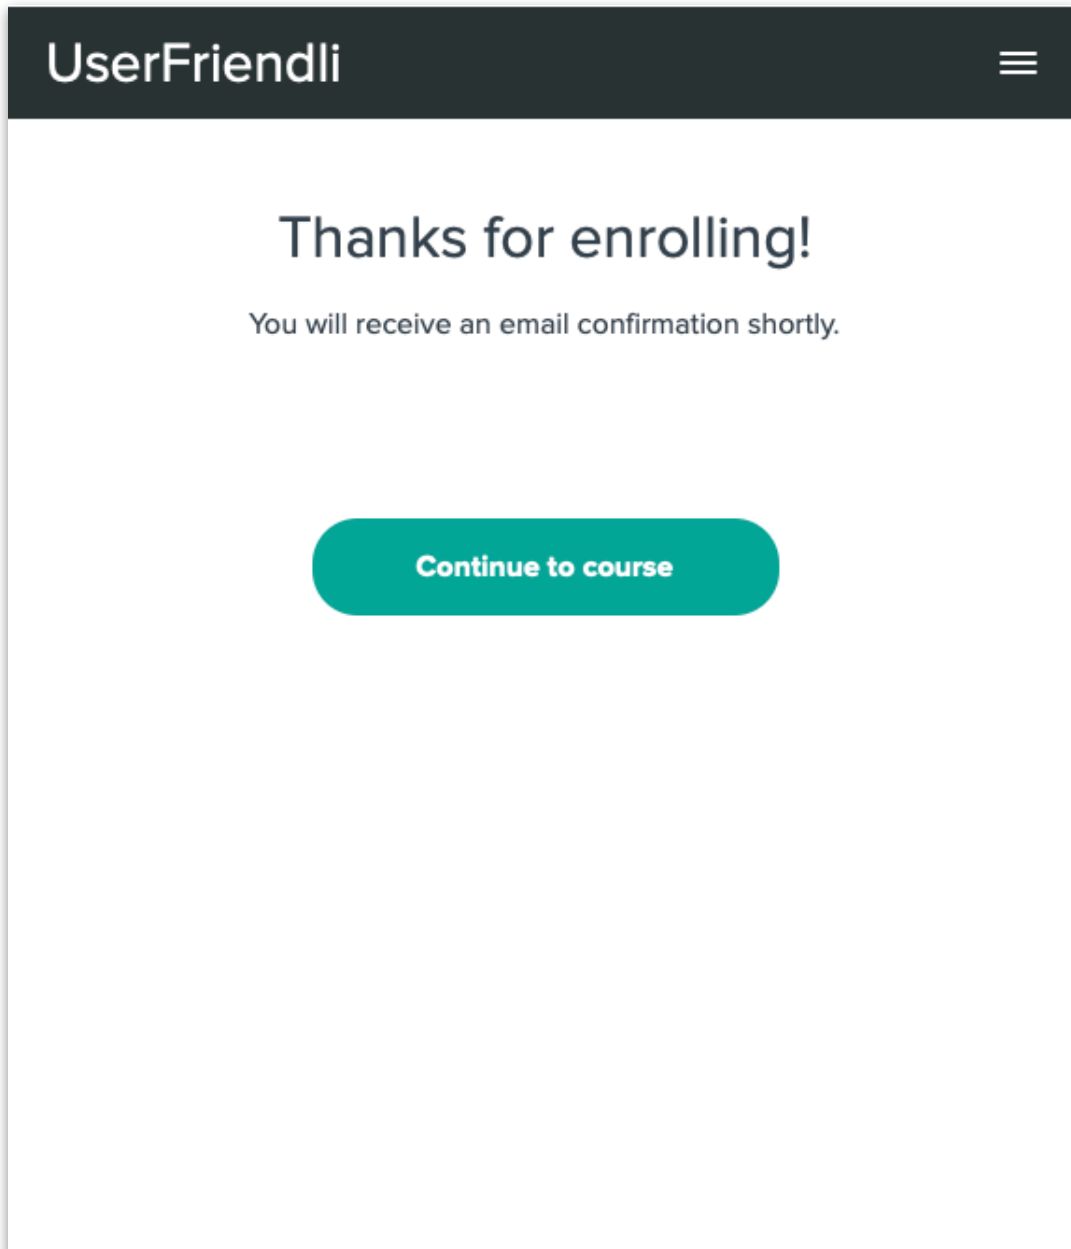 UserFriendli
Thanks for enrolling!
You will receive an email confirmation shortly.
Continue to course